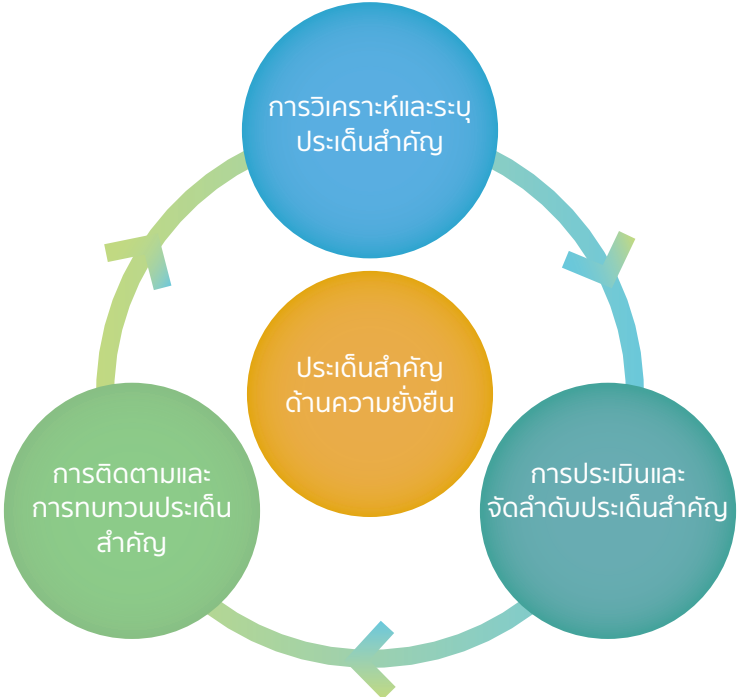 การวิเคราะห์และระบุ
ประเด็นสำคัญ
ประเด็นสำคัญ
ด้านความยั่งยืน
การติดตามและ
การทบทวนประเด็น
สำคัญ
การประเมินและ
จัดลำดับประเด็นสำคัญ